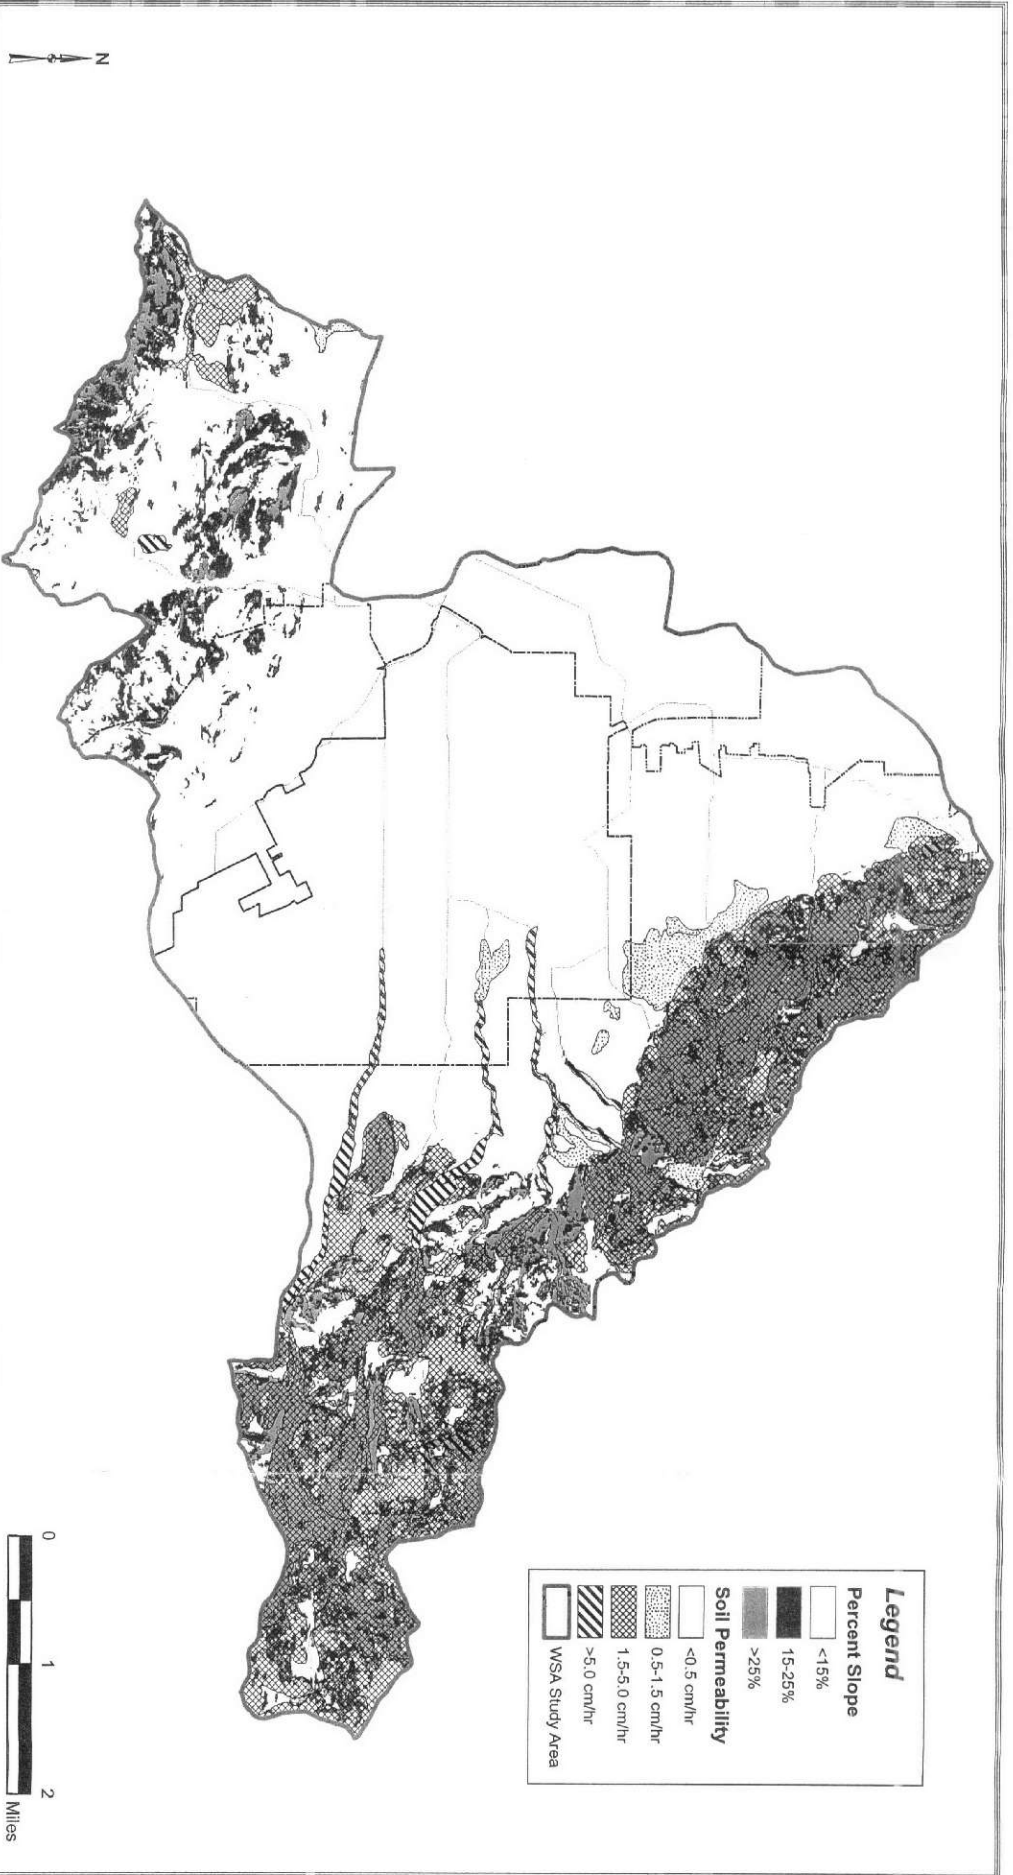 N
Legend
Percent Slope
<15%
15-25%
>25%
Soil Permeability
<0.5 cm/hr
0.5-1.5 cm/hr
1.5-5.0 cm/hr
>5.0 cm/hr
WSA Study Area
0 1 2
Miles